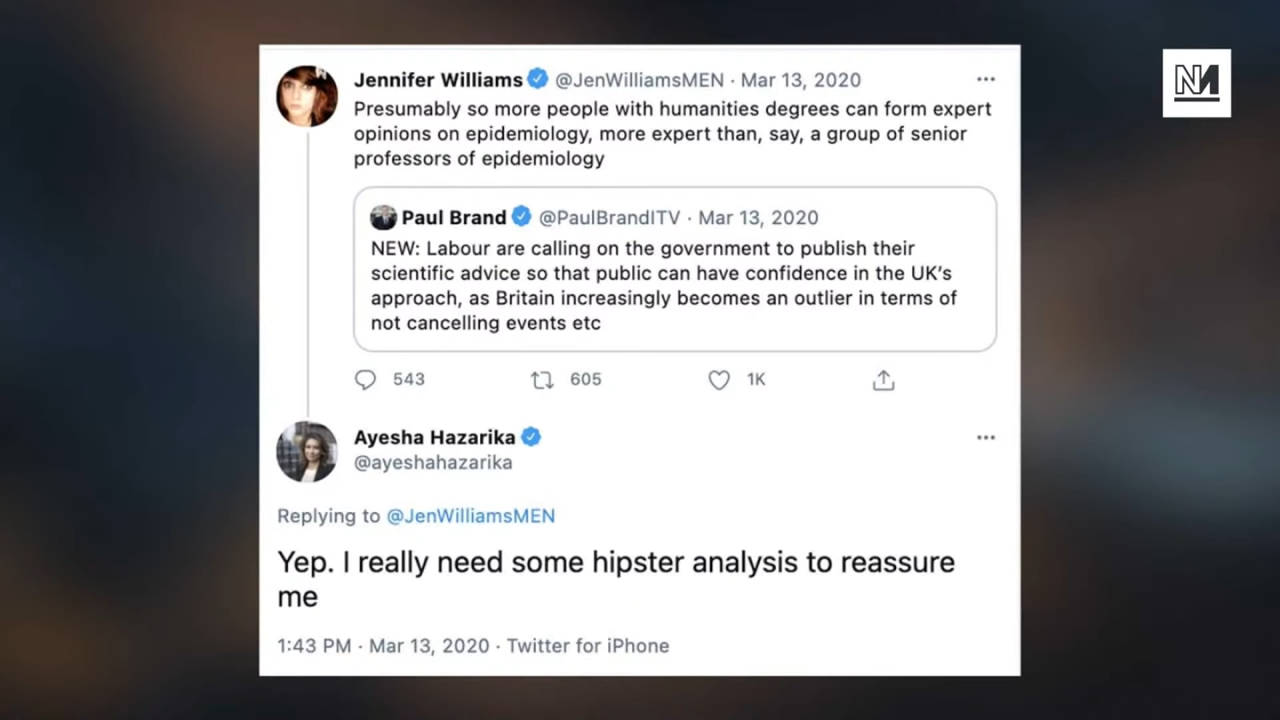 Jennifer Williams @JenWilliamsMEN · Mar 13, 2020
Presumably so more people with humanities degrees can form expert
opinions on epidemiology, more expert than, say, a group of senior
professors of epidemiology
Paul Brand @PaulBrandITV · Mar 13, 2020
NEW: Labour are calling on the government to publish their
scientific advice so that public can have confidence in the UK's
approach, as Britain increasingly becomes an outlier in terms of
not cancelling events etc
543 605 1K
Ayesha Hazarika
@ayeshahazarika
Replying to @JenWilliamsMEN
Yep. I really need some hipster analysis to reassure
me
1:43 PM · Mar 13, 2020 · Twitter for iPhone
NM